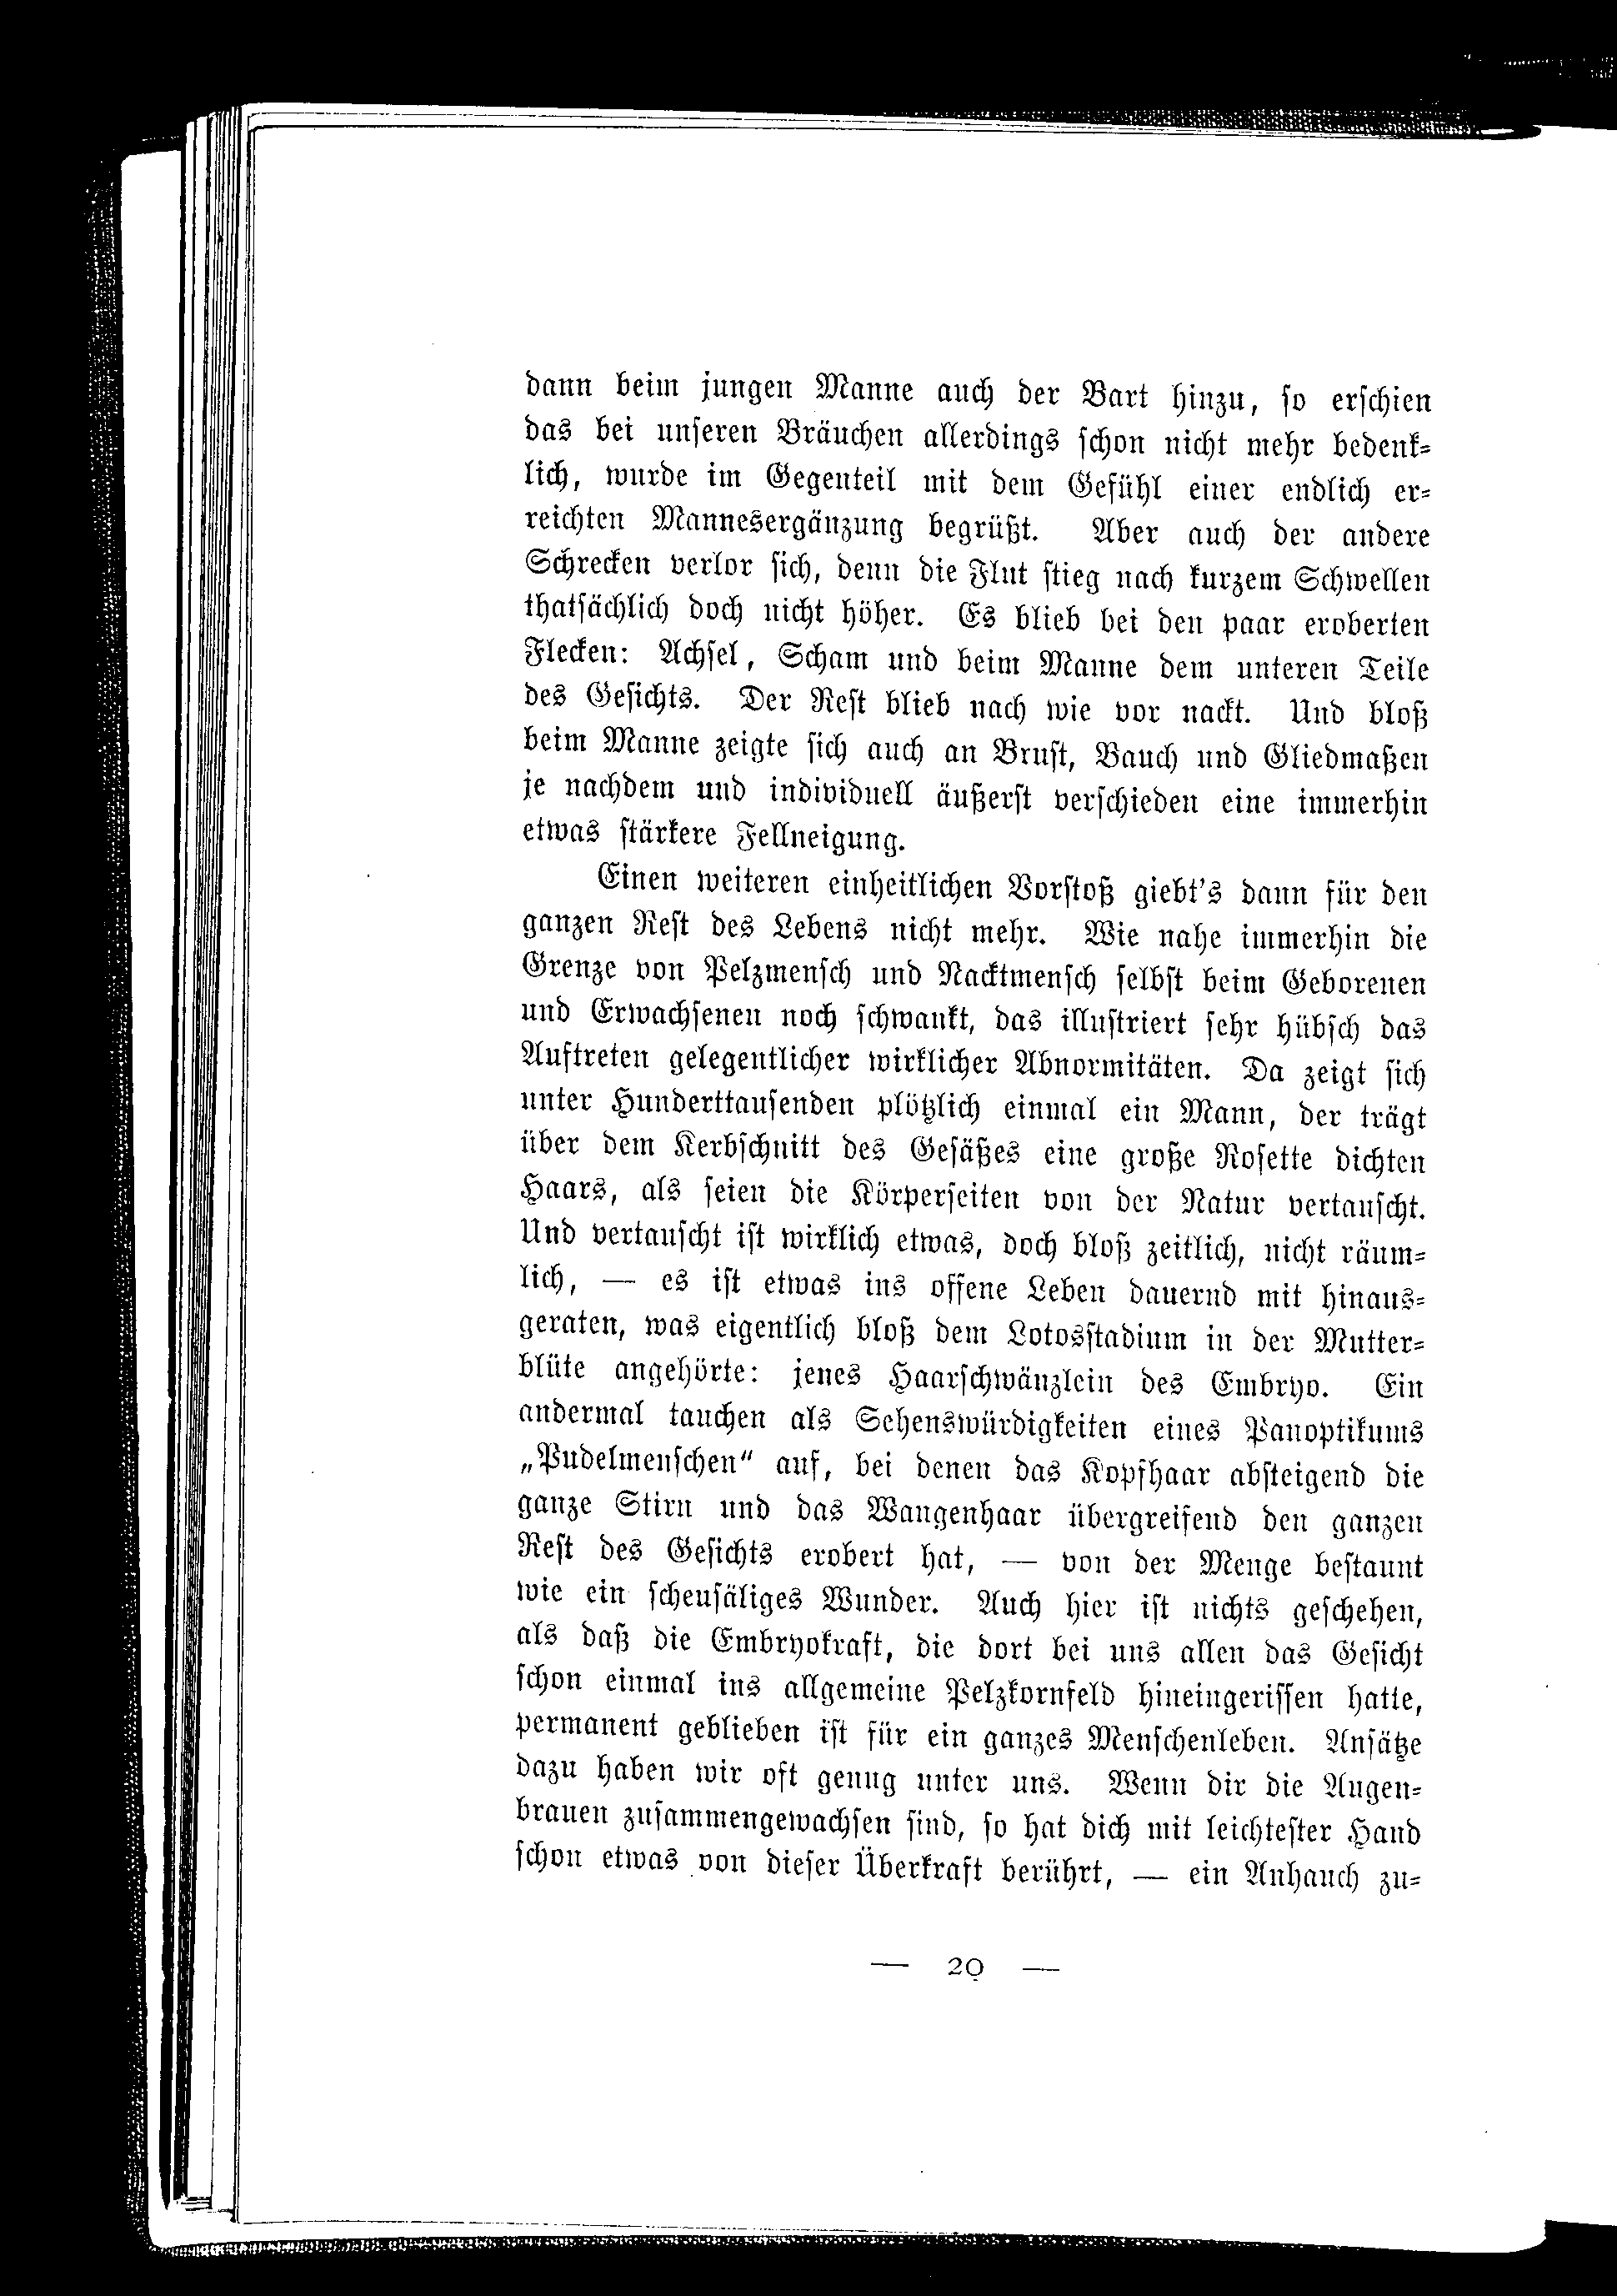 dann beim jungen Manne auch der Bart hinzu, so erschien
das bei unseren Bräuchen allerdings schon nicht mehr bedenk-
lich, wurde im Gegenteil mit dem Gefühl einer endlich er-
reichten Mannesergänzung begrüßt. Aber auch der andere
Schrecken verlor sich, denn die Flut stieg nach kurzem Schwellen
thatsächlich doch nicht höher. Es blieb bei den paar eroberten
Flecken: Achsel, Scham und beim Manne dem unteren Teile
des Gesichts. Der Rest blieb nach wie vor nackt. Und bloß
beim Manne zeigte sich auch an Brust, Bauch und Gliedmaßen
je nachdem und individuell äußerst verschieden eine immerhin
etwas stärkere Fellneigung.
Einen weiteren einheitlichen Vorstoß giebt's dann für den
ganzen Rest des Lebens nicht mehr. Wie nahe immerhin die
Grenze von Pelzmensch und Nacktmensch selbst beim Geborenen
und Erwachsenen noch schwankt, das illustriert sehr hübsch das
Auftreten gelegentlicher wirklicher Abnormitäten. Da zeigt sich
unter Hunderttausenden plötzlich einmal ein Mann, der trägt
über dem Kerbschnitt des Gesäßes eine große Rosette dichten
Haars, als seien die Körperseiten von der Natur vertauscht.
Und vertauscht ist wirklich etwas, doch bloß zeitlich, nicht räum-
lich, — es ist etwas ins offene Leben dauernd mit hinaus-
geraten, was eigentlich bloß dem Lotosstadium in der Mutter-
blüte angehörte: jenes Haarschwänzlein des Embryo. Ein
andermal tauchen als Sehenswürdigkeiten eines Panoptikums
„Pudelmenschen“ auf, bei denen das Kopfhaar absteigend die
ganze Stirn und das Wangenhaar übergreifend den ganzen
Rest des Gesichts erobert hat, — von der Menge bestaunt
wie ein scheusäliges Wunder. Auch hier ist nichts geschehen,
als daß die Embryokraft, die dort bei uns allen das Gesicht
schon einmal ins allgemeine Pelzkornfeld hineingerissen hatte,
permanent geblieben ist für ein ganzes Menschenleben. Ansätze
dazu haben wir oft genug unter uns. Wenn dir die Augen-
brauen zusammengewachsen sind, so hat dich mit leichtester Hand
schon etwas von dieser Überkraft berührt, — ein Anhauch zu-
— 20 —